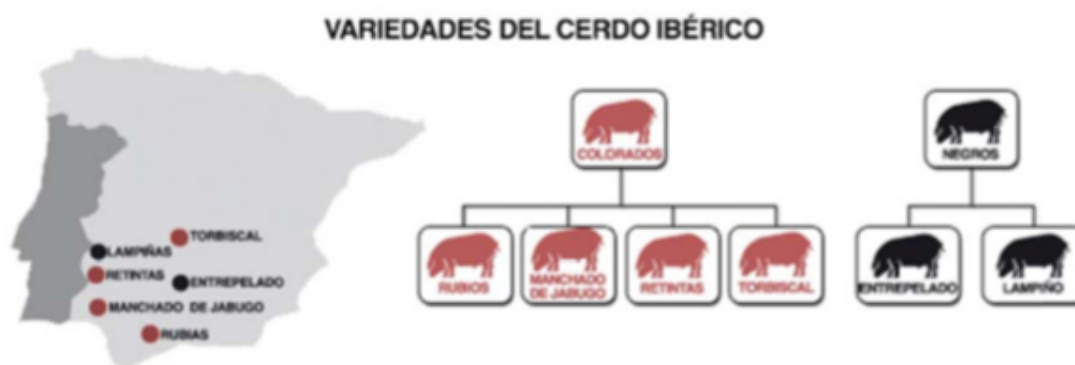 VARIEDADES DEL CERDO IBÉRICO
TORBISCAL
LAMPIÑAS
RETINTAS
ENTREPELADO
MANCHADO DE JABUGO
RUBIAS
COLORADOS
NEGROS
RUBIOS
MANCHADO
DE JABUGO
RETINTAS
TORBISCAL
ENTREPELADO
LAMPIÑO